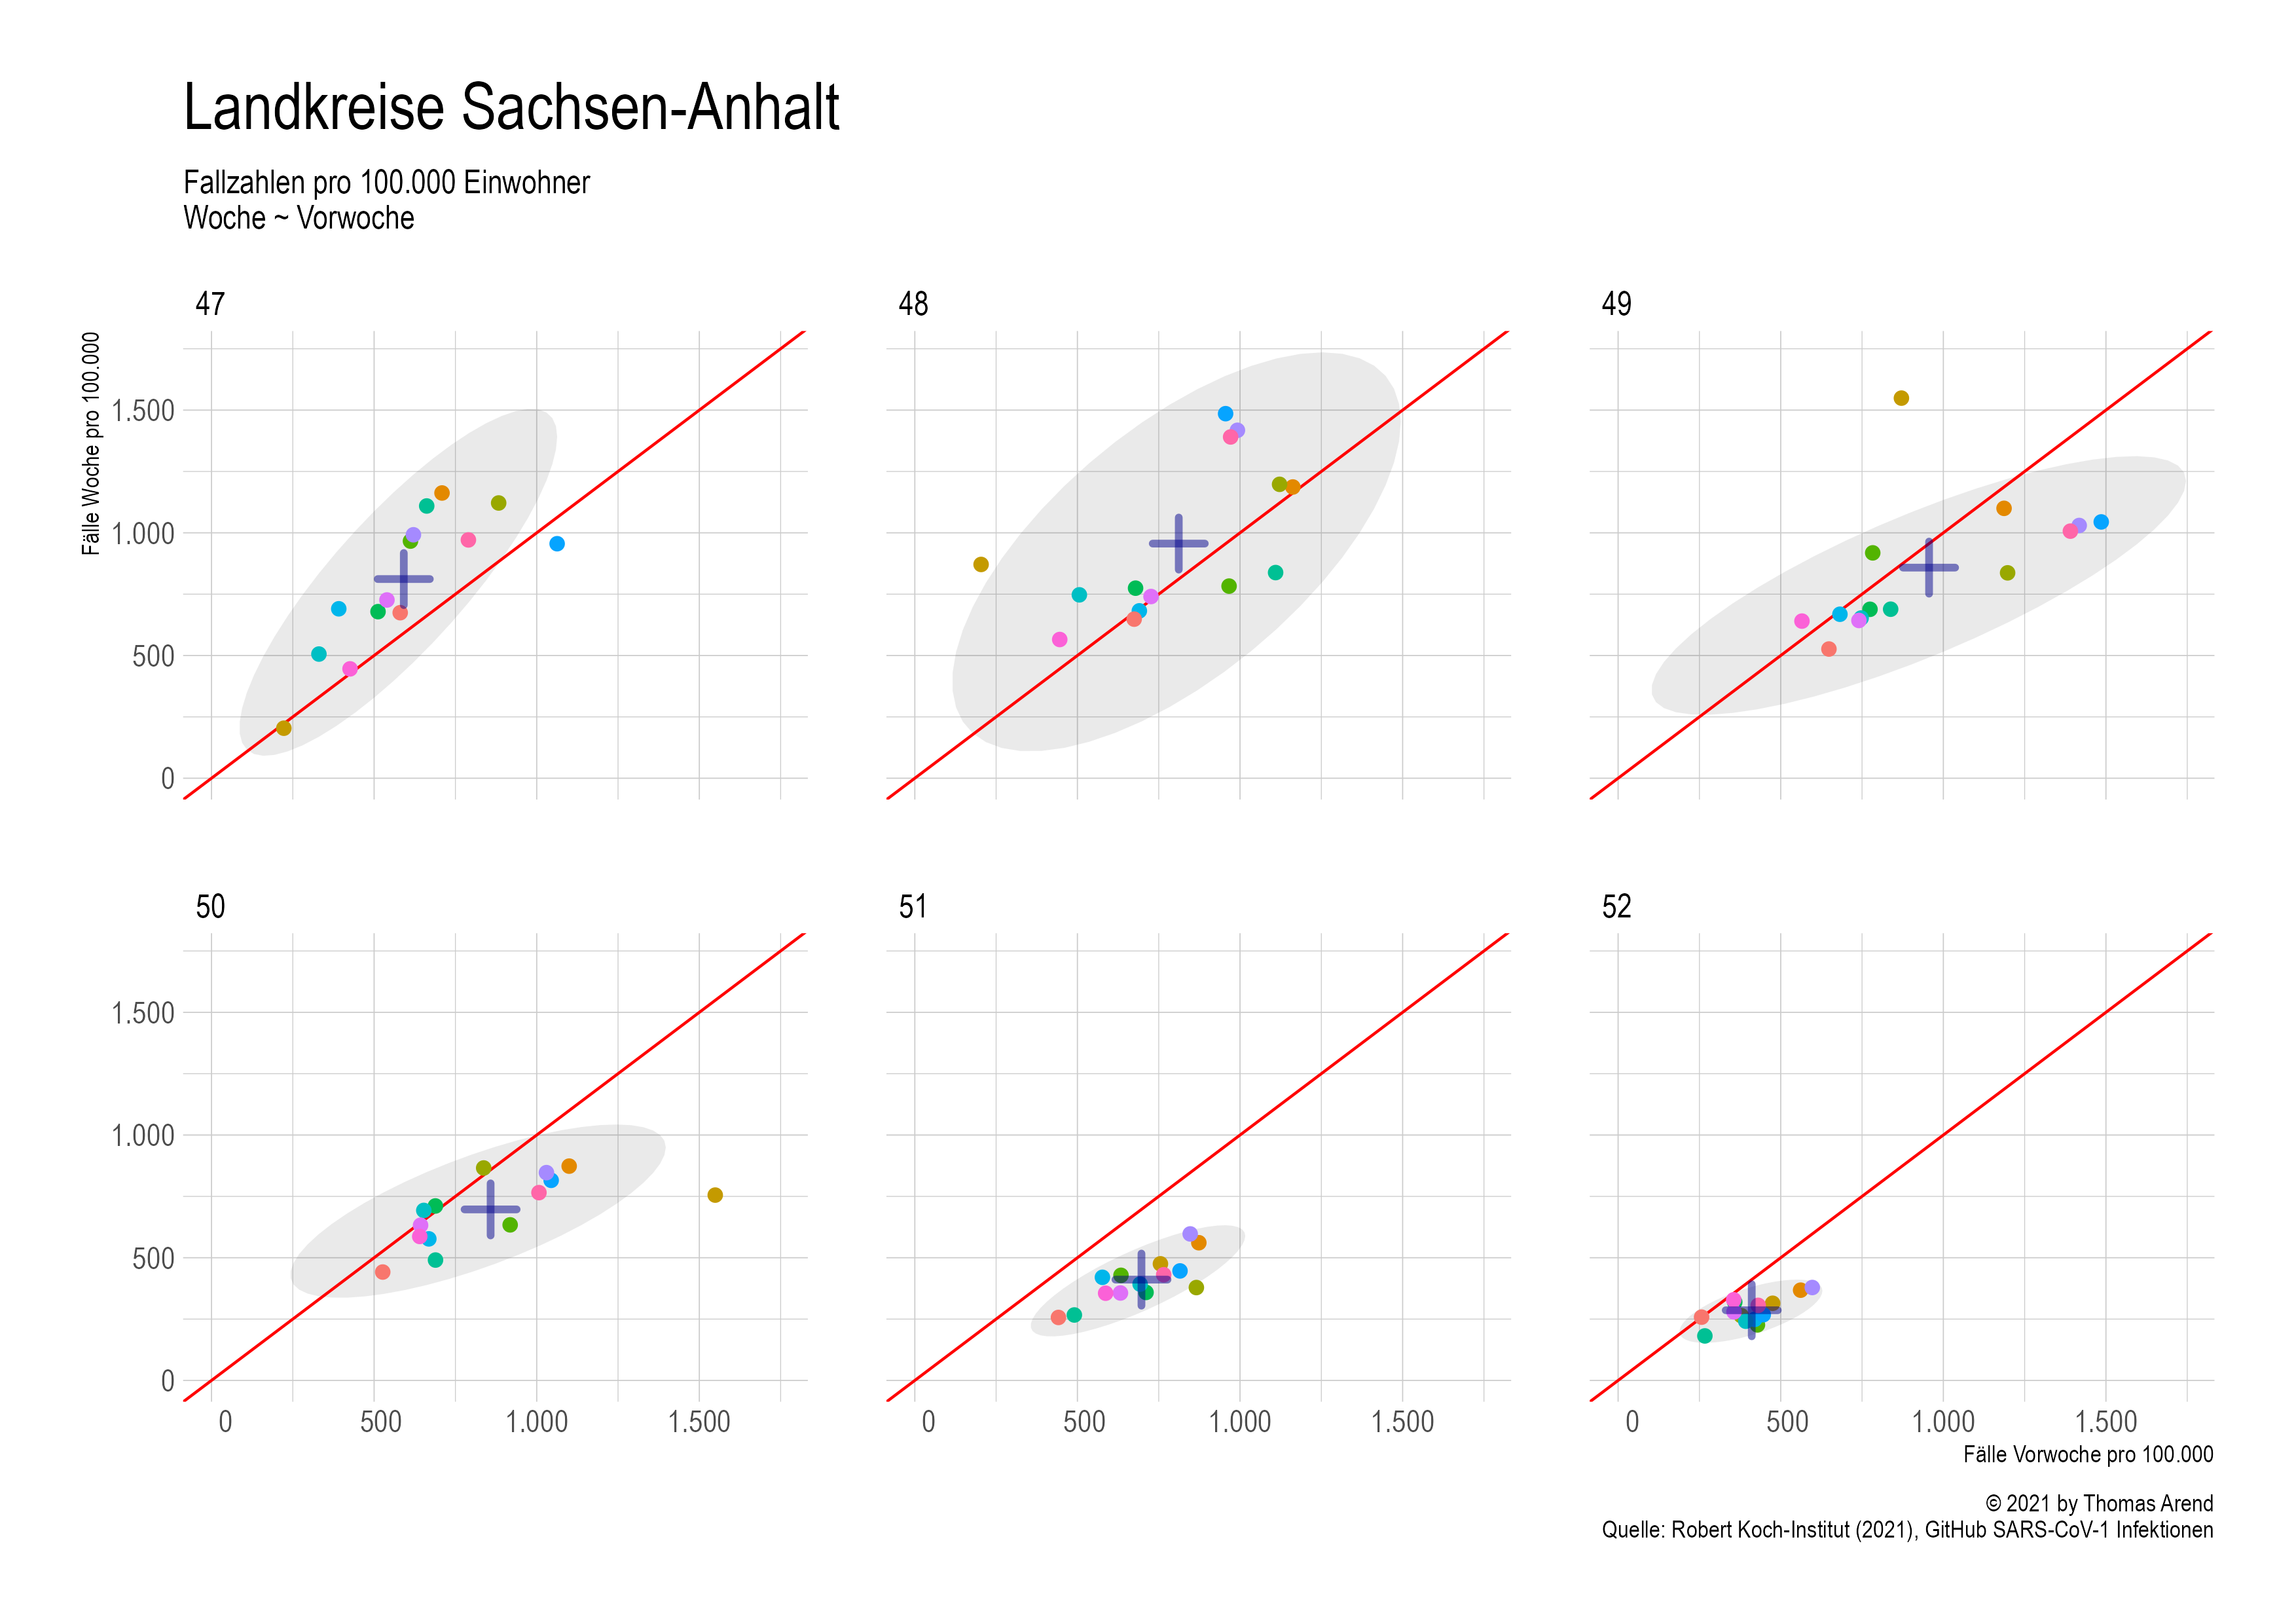 Landkreise Sachsen-Anhalt
Fallzahlen pro 100.000 Einwohner
Woche ~ Vorwoche
47
48
49
Fälle Woche pro 100.000
1.500
1.000
500
0
50
51
52
1.500
1.000
500
0
0 500 1.000 1.500
0 500 1.000 1.500
0 500 1.000 1.500
Fälle Vorwoche pro 100.000
© 2021 by Thomas Arend
Quelle: Robert Koch-Institut (2021), GitHub SARS-CoV-1 Infektionen